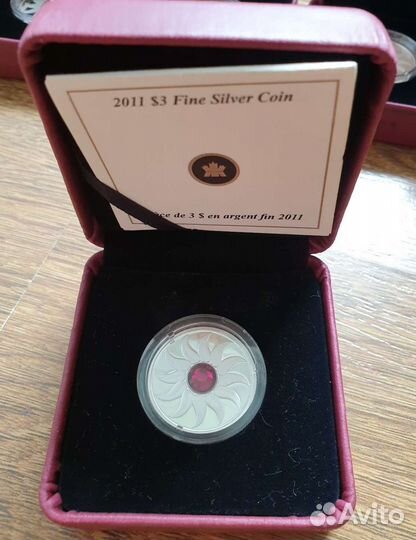 2011 $3 Fine Silver Coin
de 3 $ en argent fin 2011
Avito